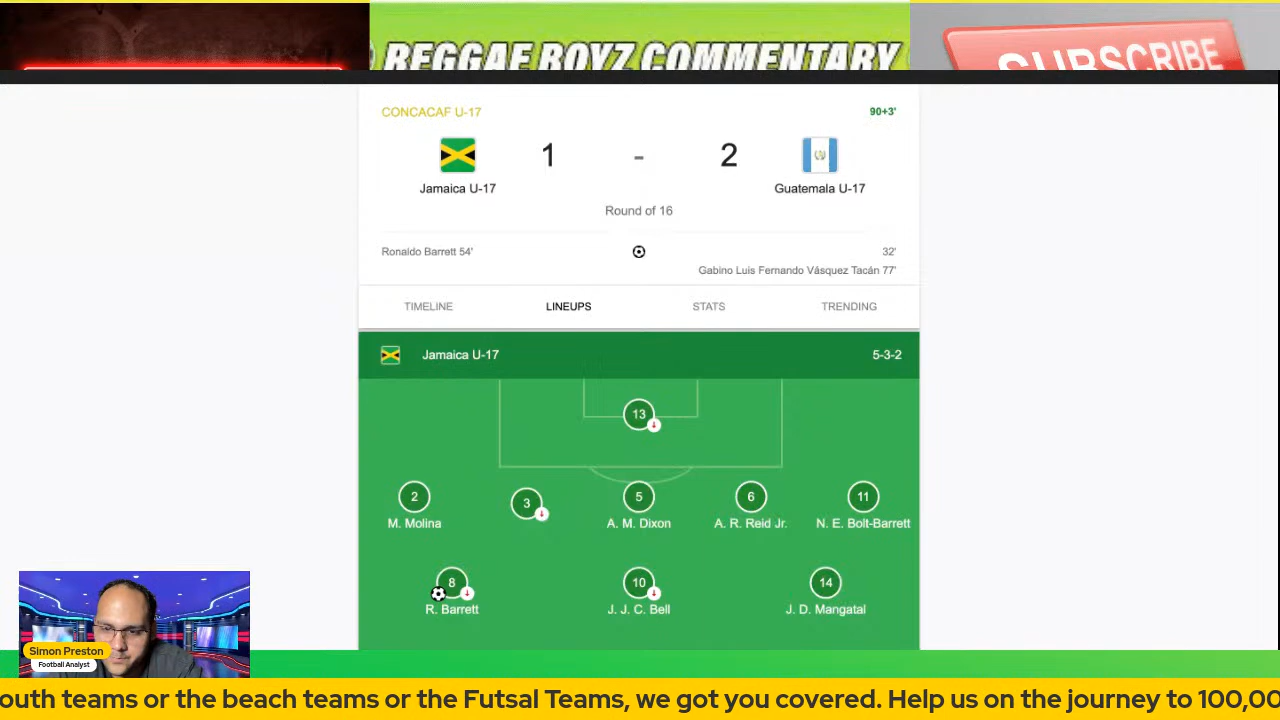 REGGAE BOYZ COMMENTARY
SUBSCRIBE
CONCACAF U-17
90+3'
1 - 2
Jamaica U-17
Guatemala U-17
Round of 16
Ronaldo Barrett 54'
32'
Gabino Luis Fernando Vásquez Tacán 77'
TIMELINE
LINEUPS
STATS
TRENDING
Jamaica U-17
5-3-2
13
2
3
5
6
11
M. Molina
A. M. Dixon
A. R. Reid Jr.
N. E. Bolt-Barrett
8
10
14
R. Barrett
J. J. C. Bell
J. D. Mangatal
Simon Preston
Football Analyst
outh teams or the beach teams or the Futsal Teams, we got you covered. Help us on the journey to 100,00